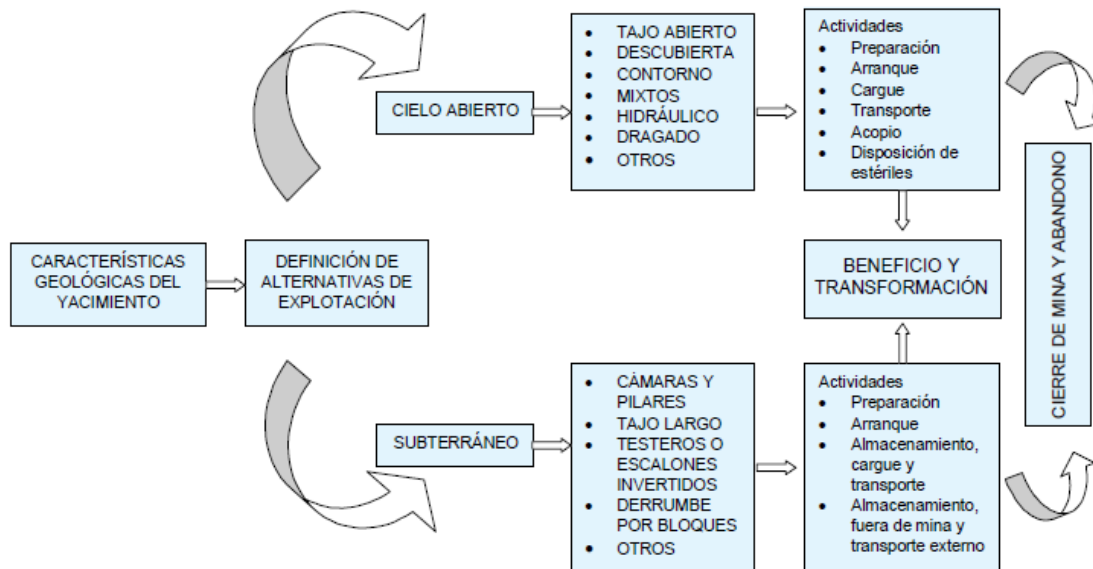 CARACTERÍSTICAS
GEOLÓGICAS DEL
YACIMIENTO
DEFINICIÓN DE
ALTERNATIVAS DE
EXPLOTACIÓN
CIELO ABIERTO
• TAJO ABIERTO
• DESCUBIERTA
• CONTORNO
• MIXTOS
• HIDRÁULICO
• DRAGADO
• OTROS
Actividades
• Preparación
• Arranque
• Cargue
• Transporte
• Acopio
• Disposición de
estériles
BENEFICIO Y
TRANSFORMACIÓN
SUBTERRÁNEO
• CÁMARAS Y
PILARES
• TAJO LARGO
• TESTEROS O
ESCALONES
INVERTIDOS
• DERRUMBE
POR BLOQUES
• OTROS
Actividades
• Preparación
• Arranque
• Almacenamiento,
cargue y
transporte
• Almacenamiento,
fuera de mina y
transporte externo
CIERRE DE MINA Y ABANDONO